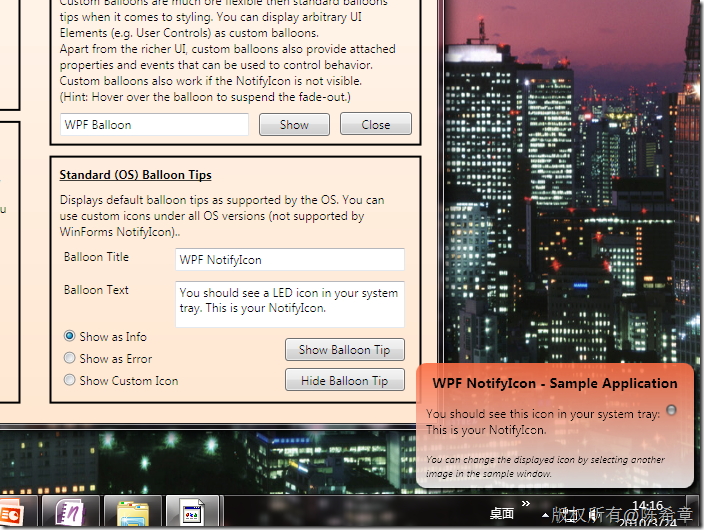 Custom Balloons are much ore flexible then standard balloons
tips when it comes to styling. You can display arbitrary UI
Elements (e.g. User Controls) as custom balloons.
Apart from the richer UI, custom balloons also provide attached
properties and events that can be used to control behavior.
Custom balloons also work if the NotifyIcon is not visible.
(Hint: Hover over the balloon to suspend the fade-out.)
WPF Balloon
Show
Close
Standard (OS) Balloon Tips
Displays default balloon tips as supported by the OS. You can
use custom icons under all OS versions (not supported by
WinForms NotifyIcon)..
Balloon Title
WPF NotifyIcon
Balloon Text
You should see a LED icon in your system
tray. This is your NotifyIcon.
Show as Info
Show as Error
Show Custom Icon
Show Balloon Tip
Hide Balloon Tip
WPF NotifyIcon - Sample Application
You should see this icon in your system tray:
This is your NotifyIcon.
You can change the displayed icon by selecting another
image in the sample window.
桌面
14:16
版权所有@陈希章